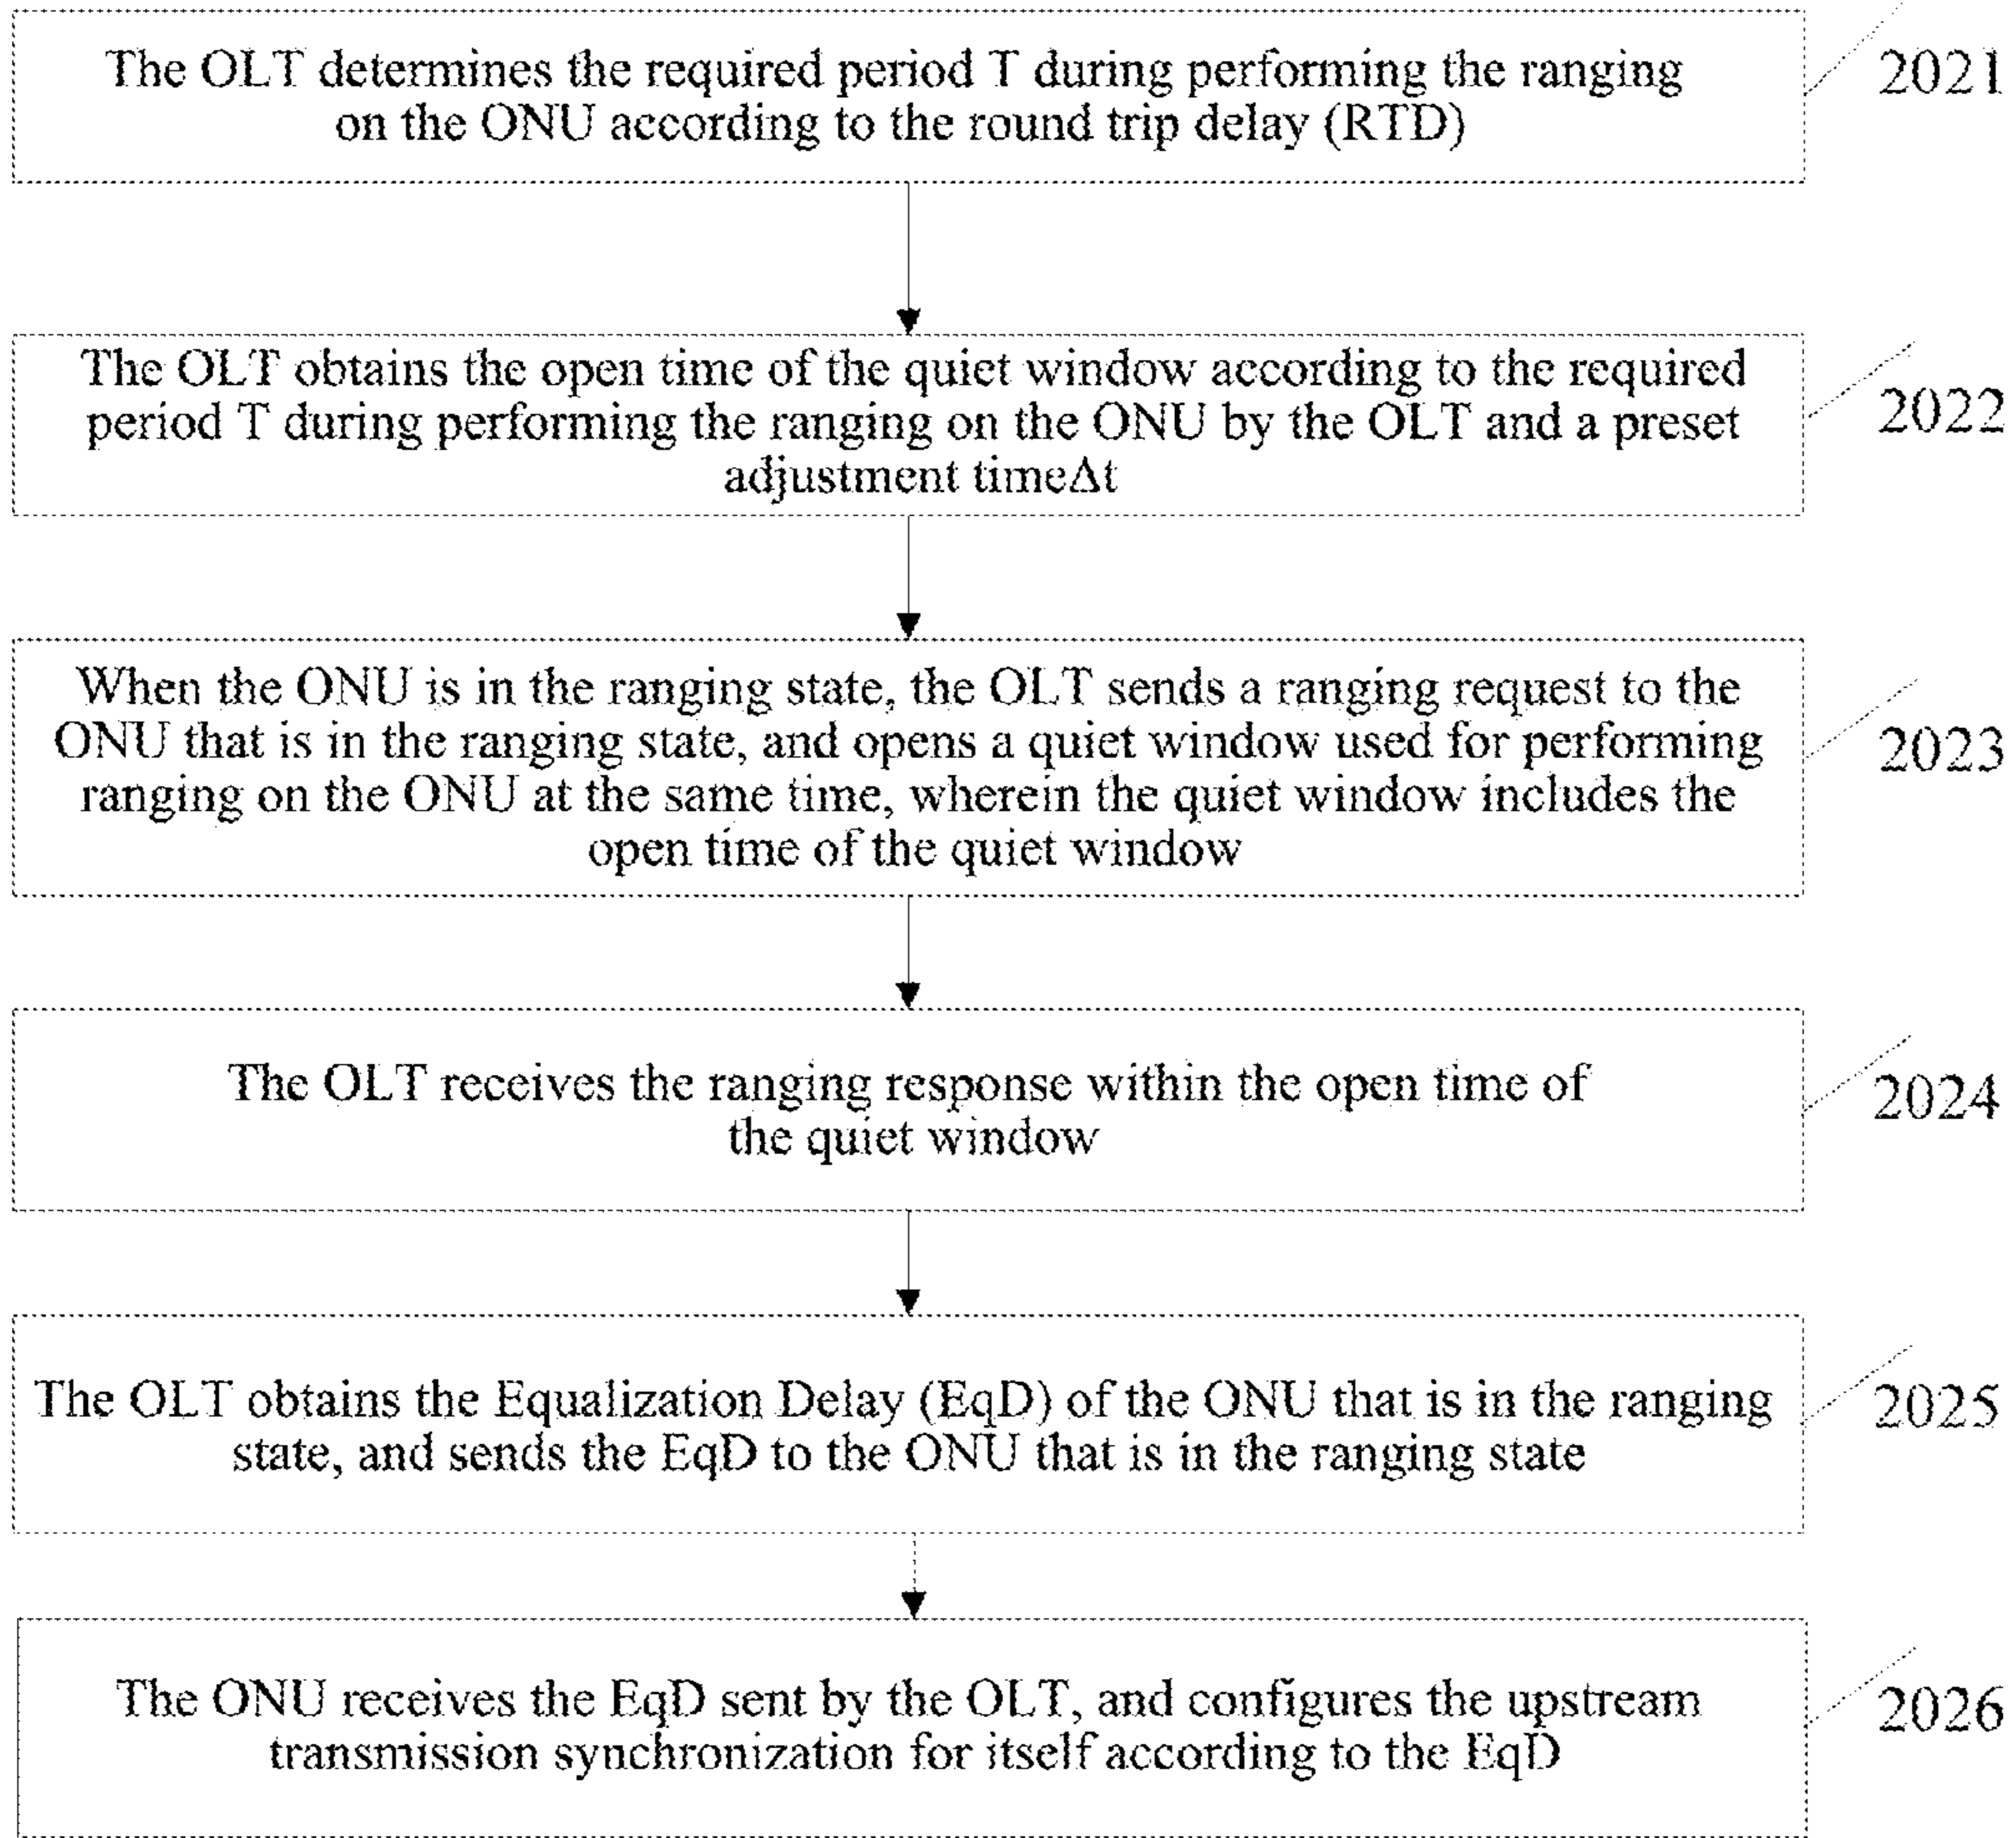 The OLT determines the required period T during performing the ranging
on the ONU according to the round trip delay (RTD)
2021
The OLT obtains the open time of the quiet window according to the required
period T during performing the ranging on the ONU by the OLT and a preset
adjustment timeΔt
2022
When the ONU is in the ranging state, the OLT sends a ranging request to the
ONU that is in the ranging state, and opens a quiet window used for performing
ranging on the ONU at the same time, wherein the quiet window includes the
open time of the quiet window
2023
The OLT receives the ranging response within the open time of
the quiet window
2024
The OLT obtains the Equalization Delay (EqD) of the ONU that is in the ranging
state, and sends the EqD to the ONU that is in the ranging state
2025
The ONU receives the EqD sent by the OLT, and configures the upstream
transmission synchronization for itself according to the EqD
2026